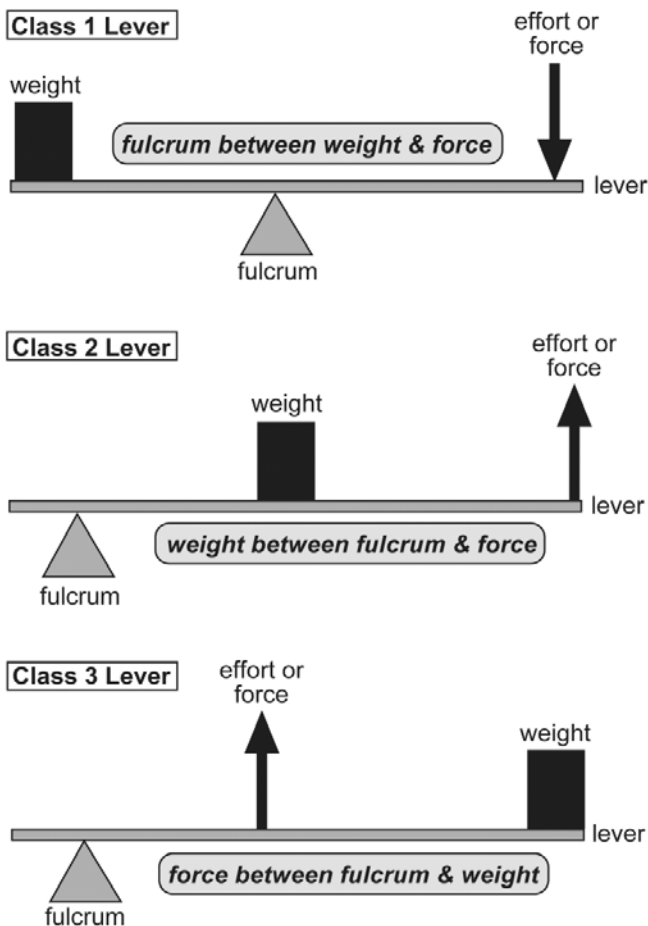 Class 1 Lever
effort or
force
weight
fulcrum between weight & force
lever
fulcrum
Class 2 Lever
effort or
force
weight
lever
weight between fulcrum & force
fulcrum
Class 3 Lever
effort or
force
weight
lever
force between fulcrum & weight
fulcrum